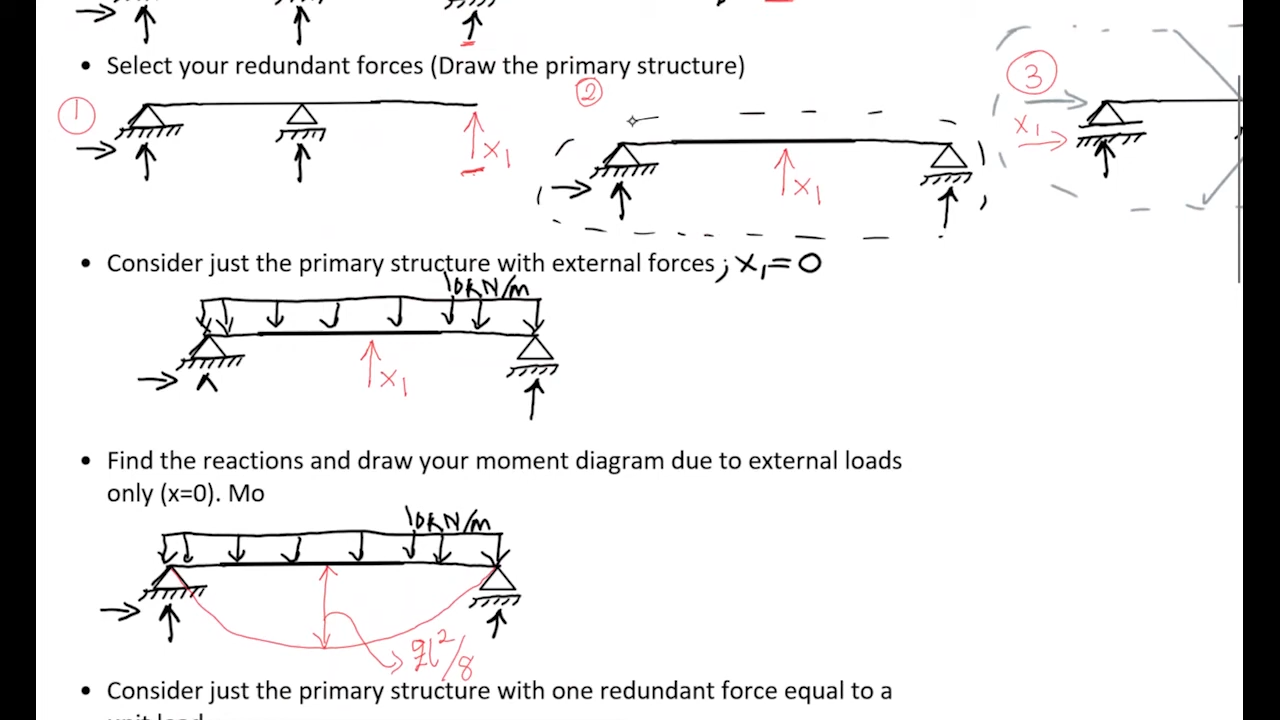 • Select your redundant forces (Draw the primary structure)
1
2
3
x1
x1
x1
• Consider just the primary structure with external forces ; x1 = 0
10kN/m
x1
• Find the reactions and draw your moment diagram due to external loads
only (x=0). Mo
10kN/m
ql²/8
• Consider just the primary structure with one redundant force equal to a
unit load